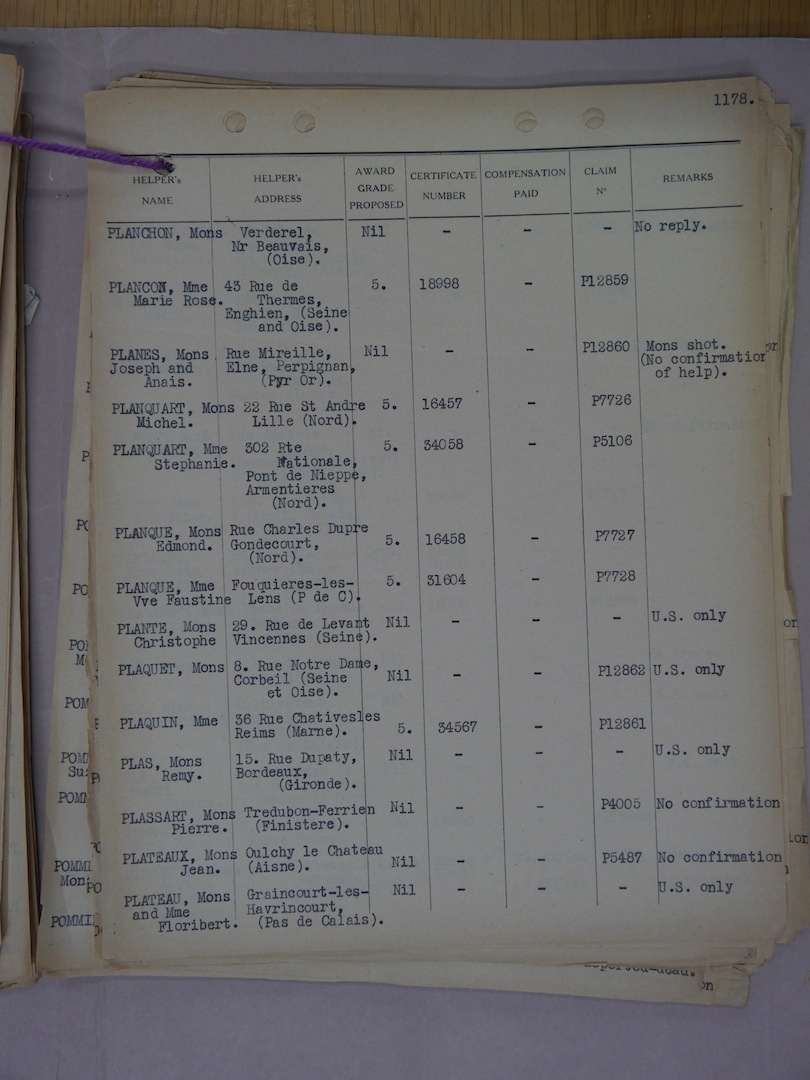 1178.
HELPER's NAME HELPER's ADDRESS AWARD GRADE PROPOSED CERTIFICATE NUMBER COMPENSATION PAID CLAIM N° REMARKS
PLANCHON, Mons Verderel, Nil - - - No reply.
Nr Beauvais,
(Oise).
PLANCON, Mme 43 Rue de 5. 18998 - P12859
Marie Rose. Thermes,
Enghien, (Seine
and Oise).
PLANES, Mons Rue Mireille, Nil - - P12860 Mons shot.
Joseph and Elne, Perpignan, (No confirmation
Anais. (Pyr Or). of help).
PLANQUART, Mons 22 Rue St Andre 5. 16457 - P7726
Michel. Lille (Nord).
PLANQUART, Mme 302 Rte 5. 34058 - P5106
Stephanie. Nationale,
Pont de Nieppe,
Armentieres
(Nord).
PLANQUE, Mons Rue Charles Dupre
Edmond. Gondecourt, 5. 16458 - P7727
(Nord).
PLANQUE, Mme Fouquieres-les- 5. 31604 - P7728
Vve Faustine Lens (P de C).
PLANTE, Mons 29. Rue de Levant Nil - - - U.S. only
Christophe Vincennes (Seine).
PLAQUET, Mons 8. Rue Notre Dame,
Corbeil (Seine Nil - - P12862 U.S. only
et Oise).
PLAQUIN, Mme 36 Rue Chativesles
Reims (Marne). 5. 34567 - P12861
PLAS, Mons 15. Rue Dupaty, Nil - - - U.S. only
Remy. Bordeaux,
(Gironde).
PLASSART, Mons Tredubon-Ferrien Nil - - P4005 No confirmation
Pierre. (Finistere).
PLATEAUX, Mons Oulchy le Chateau
Jean. (Aisne). Nil - - P5487 No confirmation
PLATEAU, Mons Graincourt-les- Nil - - - U.S. only
and Mme Havrincourt,
Floribert. (Pas de Calais).